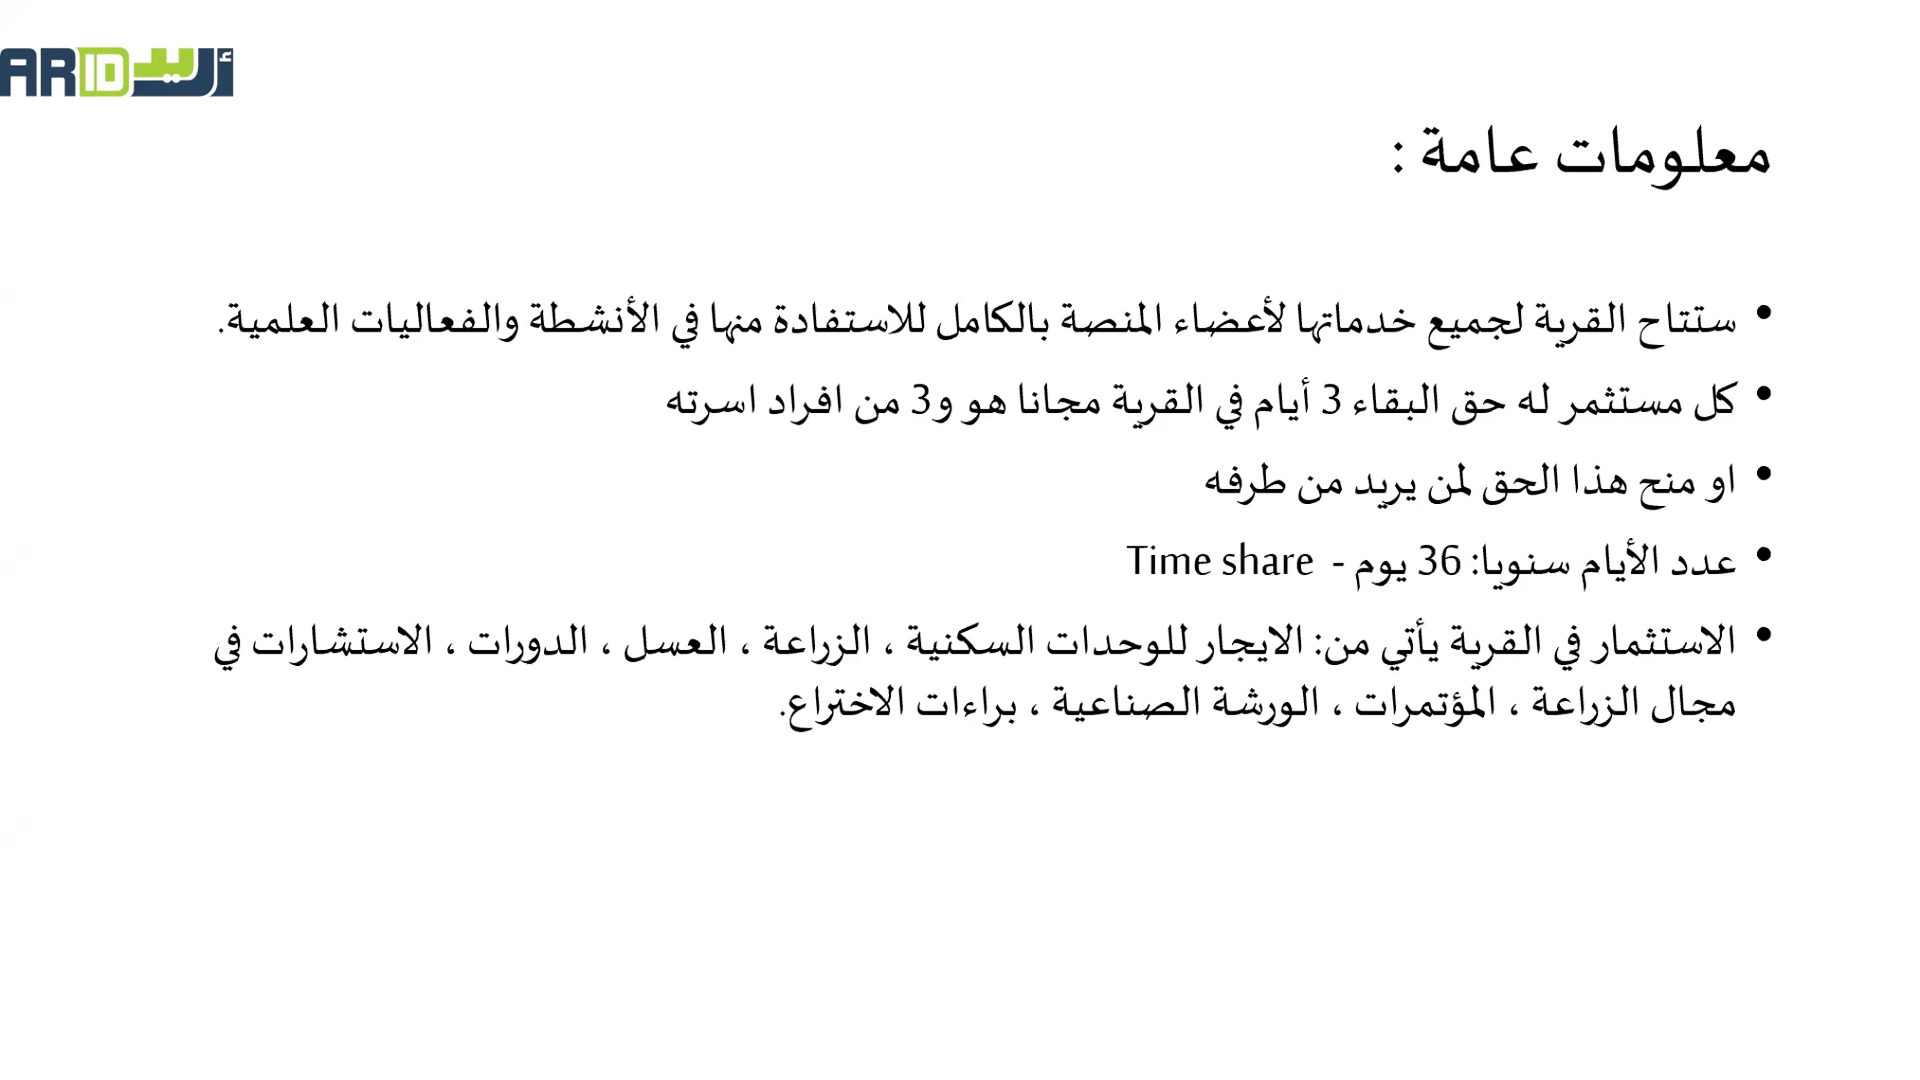 ARID أريد
معلومات عامة :
• ستتاح القرية لجميع خدماتها لأعضاء المنصة بالكامل للاستفادة منها في الأنشطة والفعاليات العلمية.
• كل مستثمر له حق البقاء 3 أيام في القرية مجانا هو و3 من افراد اسرته
• او منح هذا الحق لمن يريد من طرفه
• عدد الأيام سنويا: 36 يوم - Time share
• الاستثمار في القرية يأتي من: الايجار للوحدات السكنية ، الزراعة ، العسل ، الدورات ، الاستشارات في
مجال الزراعة ، المؤتمرات ، الورشة الصناعية ، براءات الاختراع.